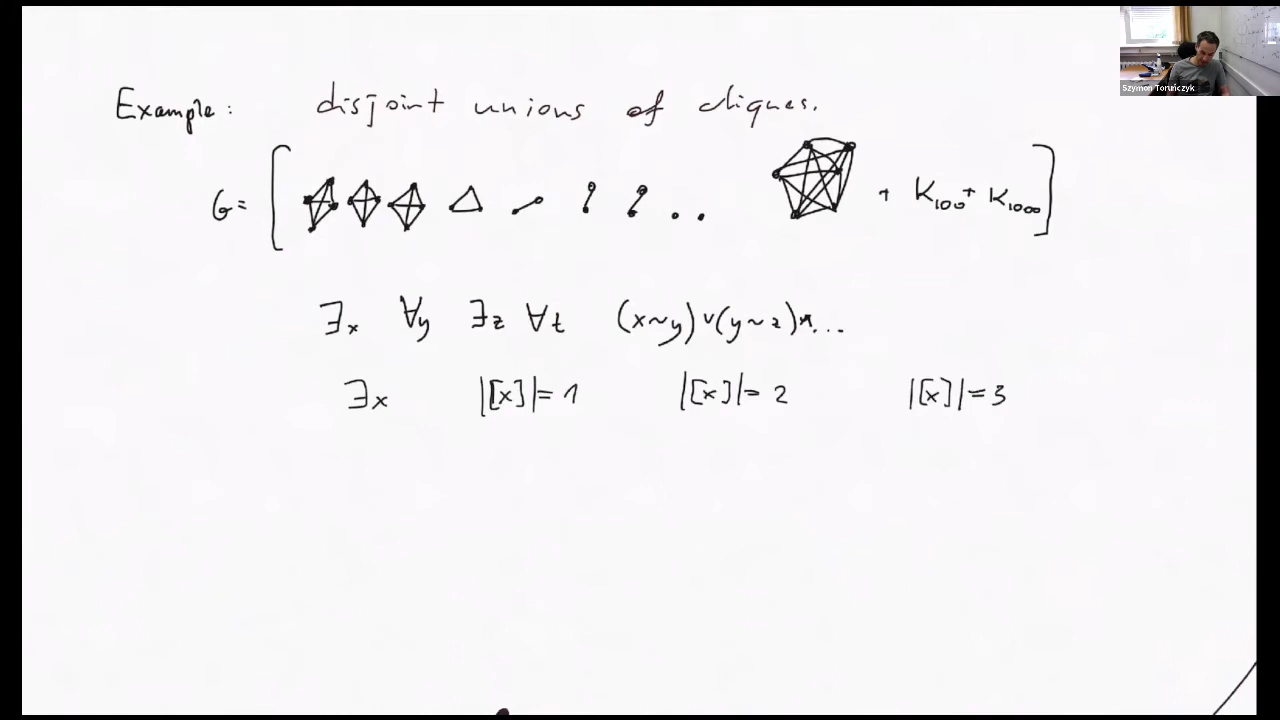 Szymon Toruńczyk
Example: disjoint unions of cliques.
G = [ + K₁₀₀ + K₁₀₀₀ ]
∃x ∀y ∃z ∀t (x~y)∨(y~z)∧...
∃x |[x]|=1 |[x]|=2 |[x]|=3